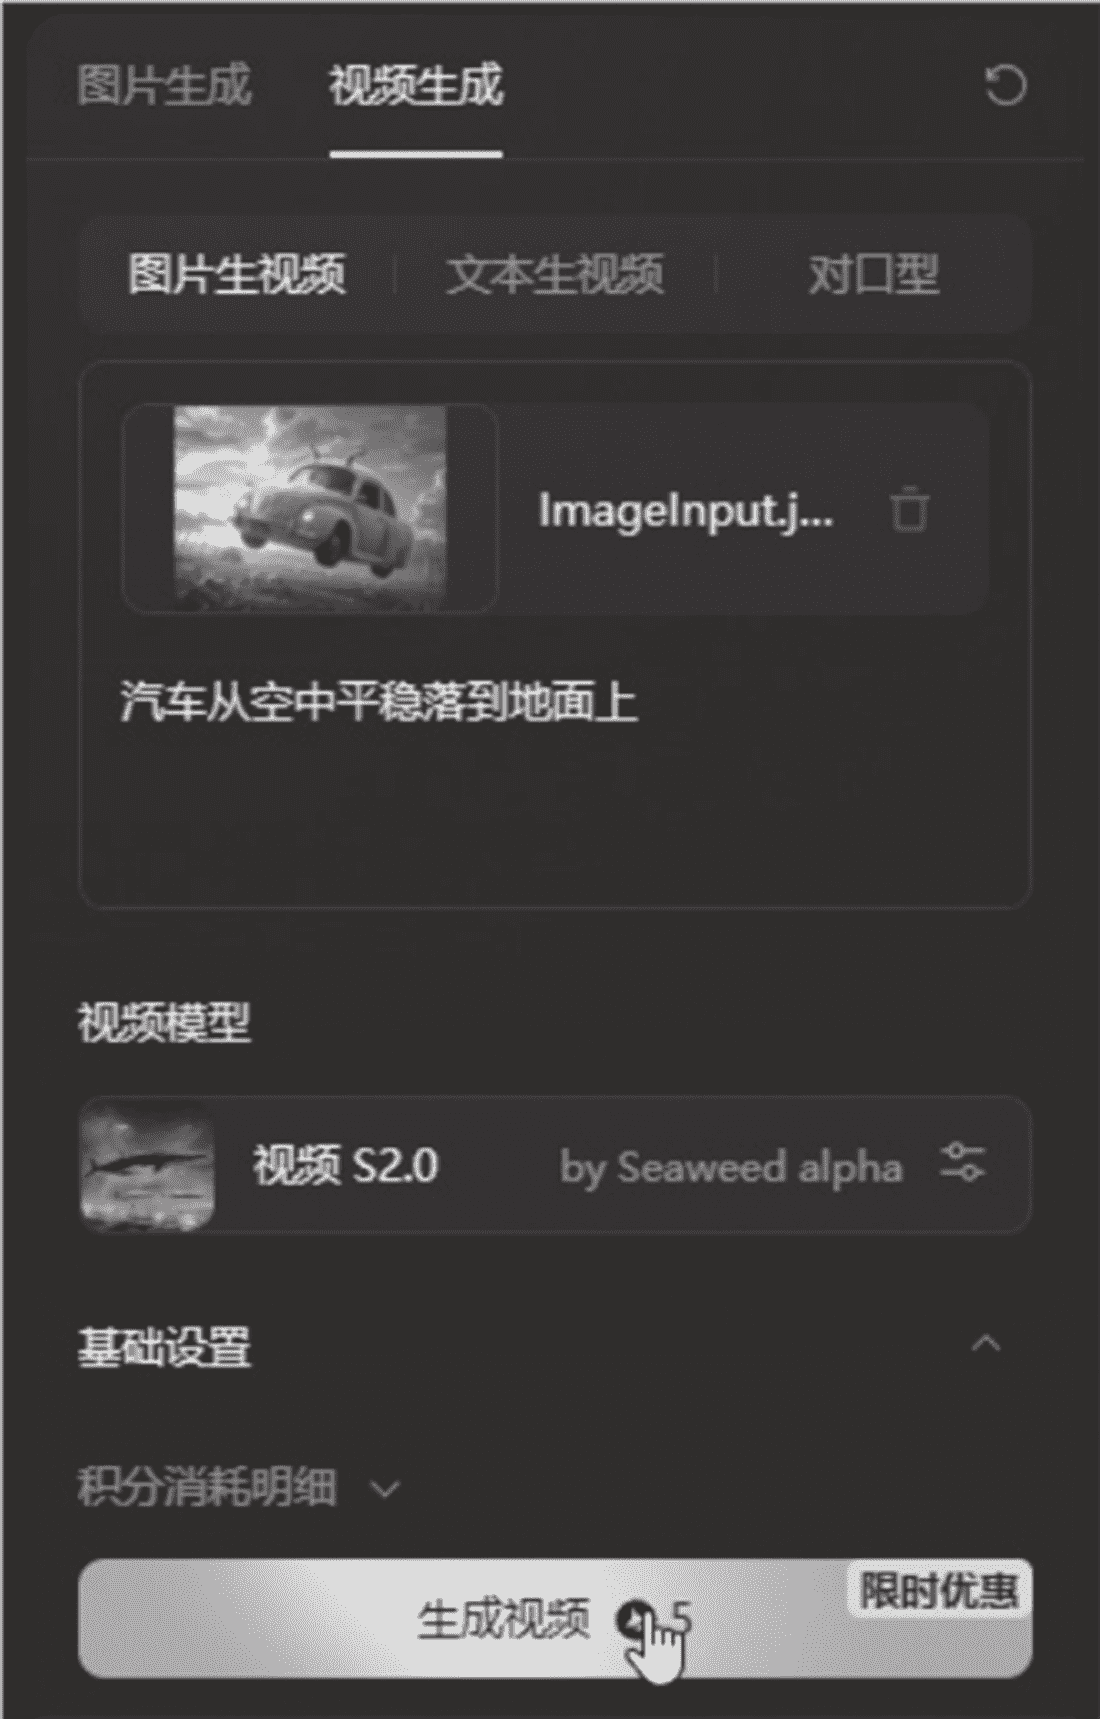 图片生成 视频生成
图片生视频 文本生视频 对口型
ImageInput.j...
汽车从空中平稳落到地面上
视频模型
视频 S2.0 by Seaweed alpha
基础设置
积分消耗明细
限时优惠
生成视频 5